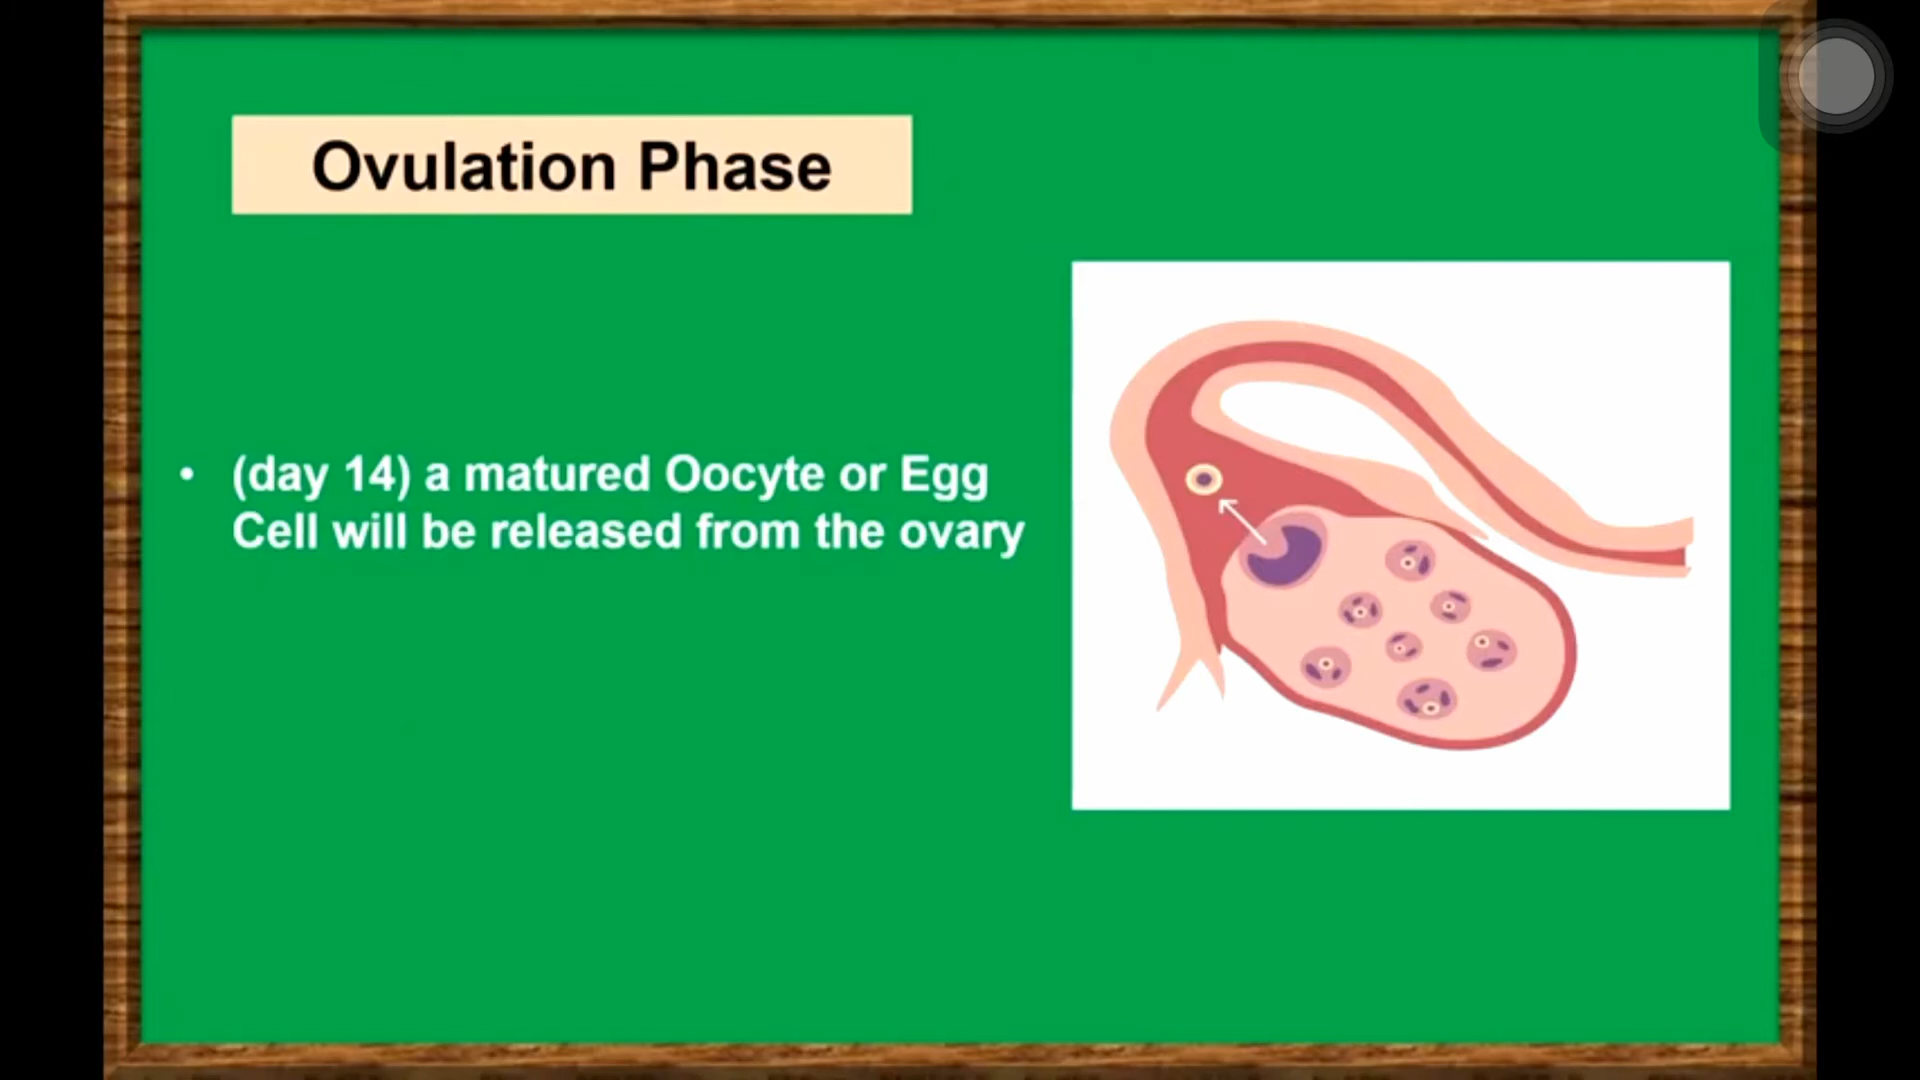 Ovulation Phase
• (day 14) a matured Oocyte or Egg
Cell will be released from the ovary